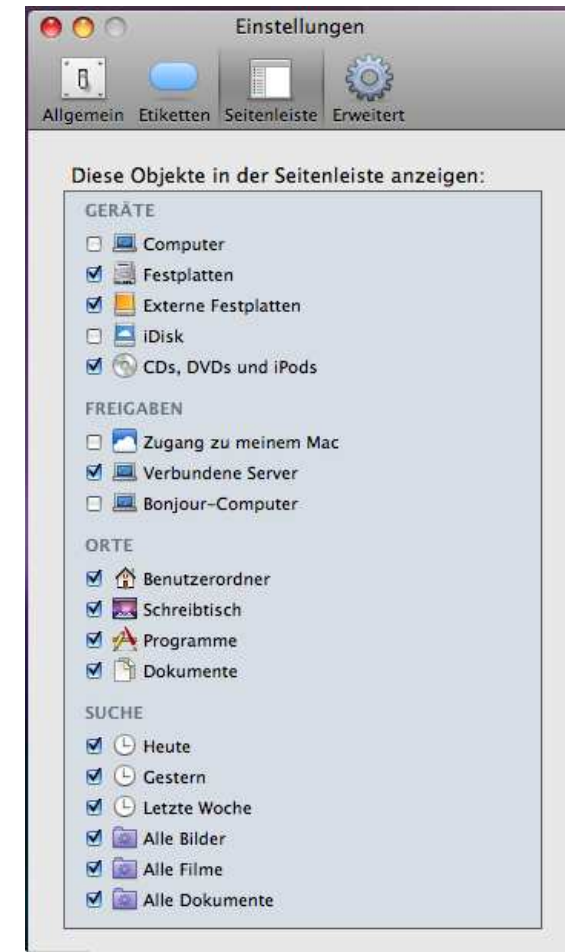 Einstellungen
Allgemein Etiketten Seitenleiste Erweitert
Diese Objekte in der Seitenleiste anzeigen:
GERÄTE
Computer
Festplatten
Externe Festplatten
iDisk
CDs, DVDs und iPods
FREIGABEN
Zugang zu meinem Mac
Verbundene Server
Bonjour-Computer
ORTE
Benutzerordner
Schreibtisch
Programme
Dokumente
SUCHE
Heute
Gestern
Letzte Woche
Alle Bilder
Alle Filme
Alle Dokumente